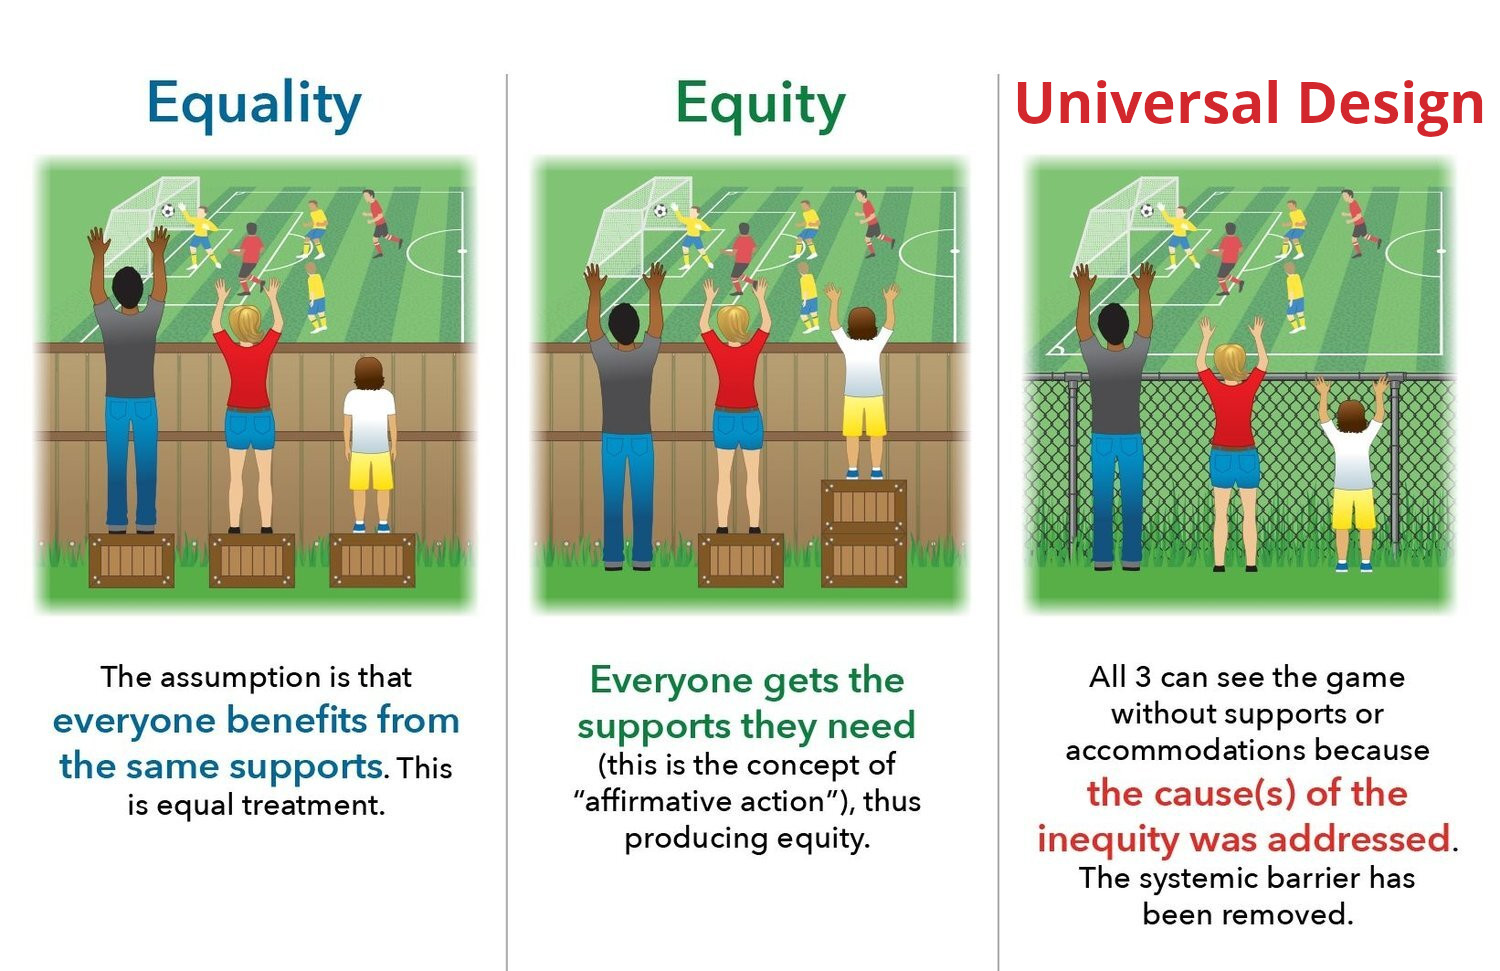 Equality
The assumption is that
everyone benefits from
the same supports. This
is equal treatment.
Equity
Everyone gets the
supports they need
(this is the concept of
“affirmative action”), thus
producing equity.
Universal Design
All 3 can see the game
without supports or
accommodations because
the cause(s) of the
inequity was addressed.
The systemic barrier has
been removed.